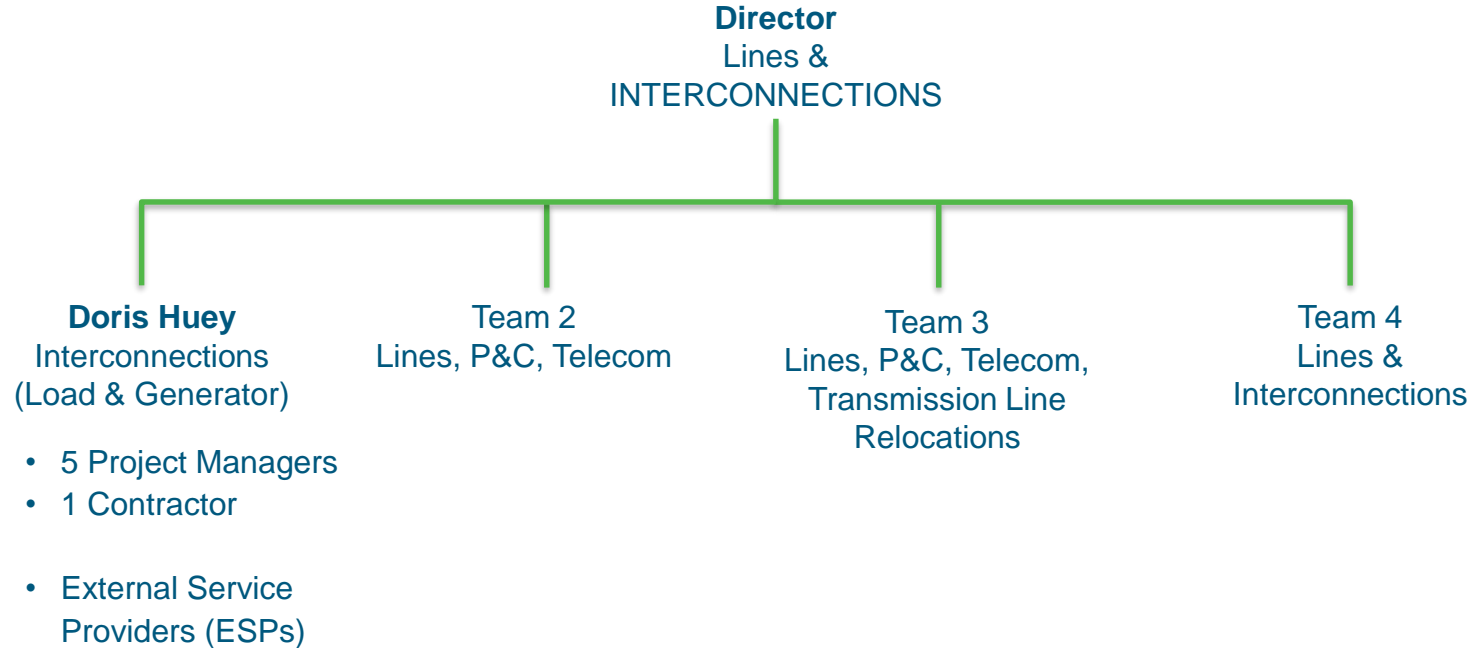 Director
Lines &
INTERCONNECTIONS
Doris Huey
Interconnections
(Load & Generator)
• 5 Project Managers
• 1 Contractor
• External Service
Providers (ESPs)
Team 2
Lines, P&C, Telecom
Team 3
Lines, P&C, Telecom,
Transmission Line
Relocations
Team 4
Lines &
Interconnections